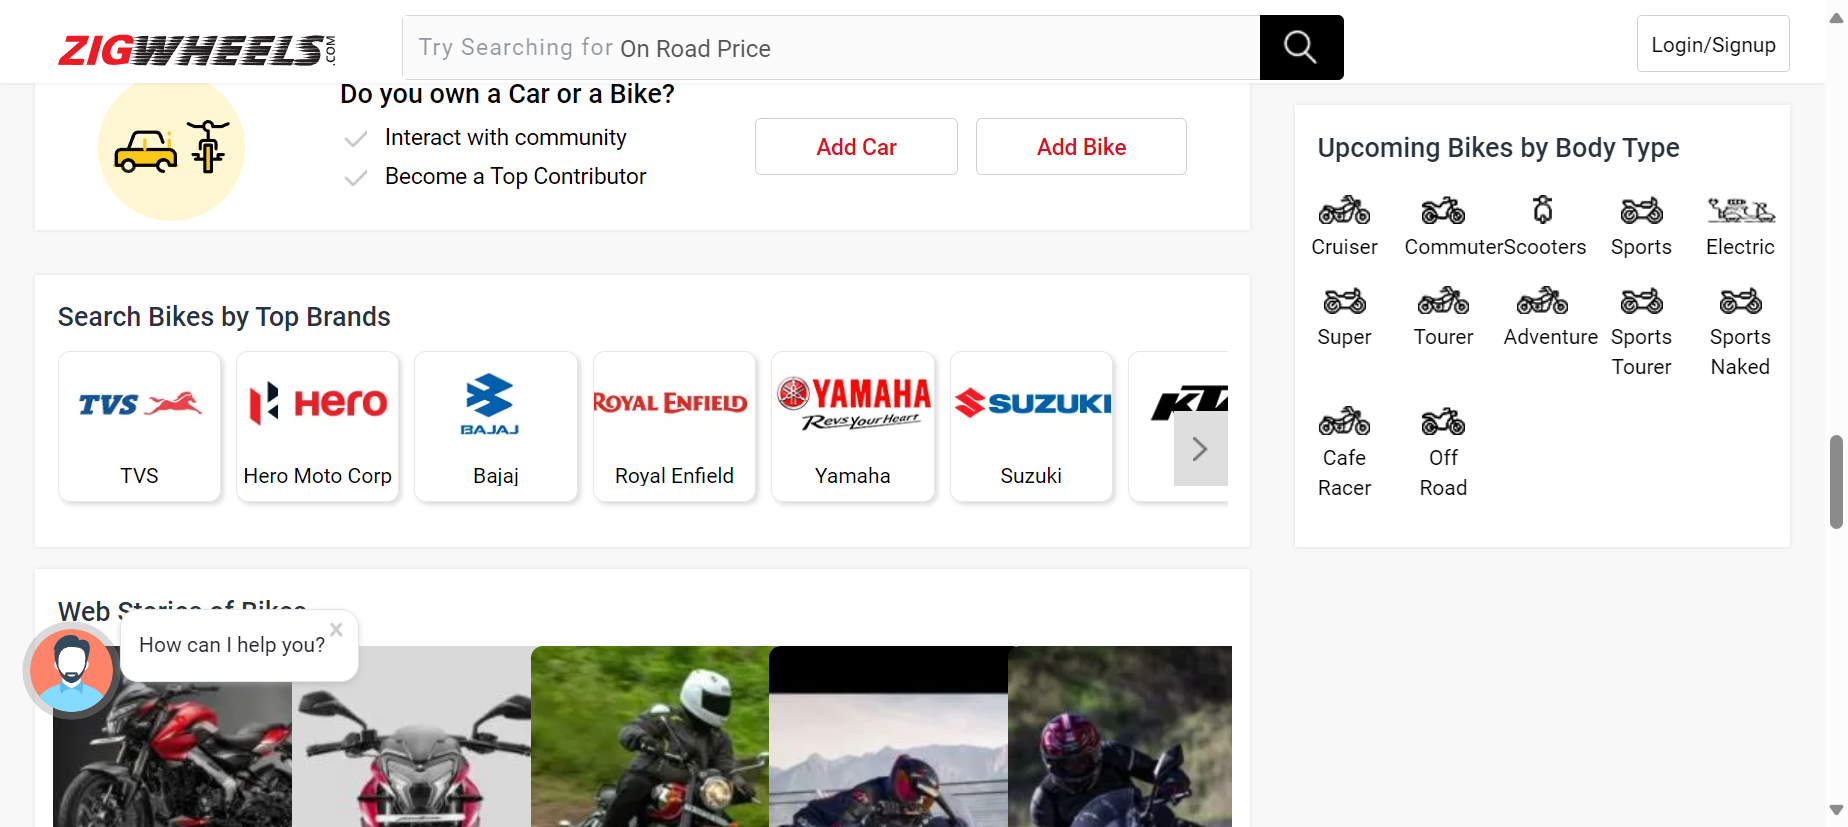 ZIGWHEELS.COM
Try Searching for On Road Price
Login/Signup
Do you own a Car or a Bike?
Interact with community
Become a Top Contributor
Add Car
Add Bike
Search Bikes by Top Brands
TVS
HERO
BAJAJ
ROYAL ENFIELD
YAMAHA
Revs Your Heart
SUZUKI
TVS
Hero Moto Corp
Bajaj
Royal Enfield
Yamaha
Suzuki
Upcoming Bikes by Body Type
Cruiser
Commuter
Scooters
Sports
Electric
Super
Tourer
Adventure
Sports
Tourer
Sports
Naked
Cafe
Racer
Off
Road
Web Stories of Bikes
How can I help you?